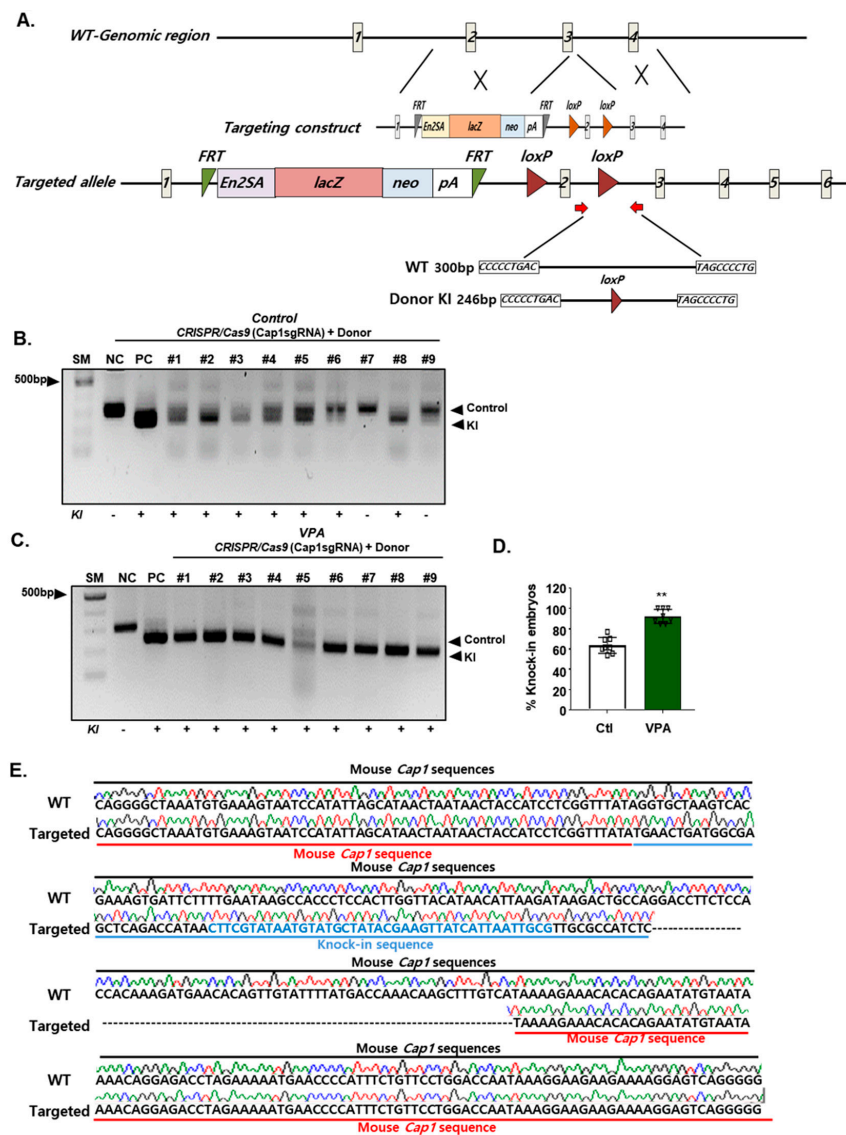 A.
WT-Genomic region 1 2 3 4
FRT FRT loxP loxP
Targeting construct 1 En2SA lacZ neo pA 2 3 4
FRT FRT loxP loxP
Targeted allele 1 En2SA lacZ neo pA 2 3 4 5 6
WT 300bp CCCCCTGAC TAGCCCCTG
loxP
Donor KI 246bp CCCCCTGAC TAGCCCCTG
B.
Control
CRISPR/Cas9 (Cap1sgRNA) + Donor
SM NC PC #1 #2 #3 #4 #5 #6 #7 #8 #9
500bp
Control
KI
KI - + + + + + + + - + -
C.
VPA
CRISPR/Cas9 (Cap1sgRNA) + Donor
SM NC PC #1 #2 #3 #4 #5 #6 #7 #8 #9
500bp
Control
KI
KI - + + + + + + + + + +
D.
% Knock-in embryos
120
100
80
60
40
20
0
**
Ctl VPA
E.
Mouse Cap1 sequences
WT CAGGGGCTAAATGTGAAAGTAATCCATATTAGCATAACTAATAACTACCATCCTCGGTTTATAGGTGCTAAGTCAC
Targeted CAGGGGCTAAATGTGAAAGTAATCCATATTAGCATAACTAATAACTACCATCCTCGGTTTATATGAACTGATGGCGA
Mouse Cap1 sequence
Mouse Cap1 sequences
WT GAAAGTGATTCTTTTGAATAAGCCACCCTCCACTTGGTTACATAACATTAAGATAAGACTGCCAGGACCTTCTCCA
Targeted GCTCAGACCATAACTTCGTATAATGTATGCTATACGAAGTTATCATTAATTGCGTTGCGCCATCTC-----------------
Knock-in sequence
Mouse Cap1 sequences
WT CCACAAAGATGAACACAGTTGTATTTTATGACCAAACAAGCTTTGTCATAAAAGAAACACACAGAATATGTAATA
Targeted ------------------------------------------------TAAAAGAAACACACAGAATATGTAATA
Mouse Cap1 sequence
Mouse Cap1 sequences
WT AAACAGGAGACCTAGAAAAATGAACCCCATTTCTGTTCCTGGACCAATAAAGGAAGAAGAAAAGGAGTCAGGGGG
Targeted AAACAGGAGACCTAGAAAAATGAACCCCATTTCTGTTCCTGGACCAATAAAGGAAGAAGAAAAGGAGTCAGGGGG
Mouse Cap1 sequence